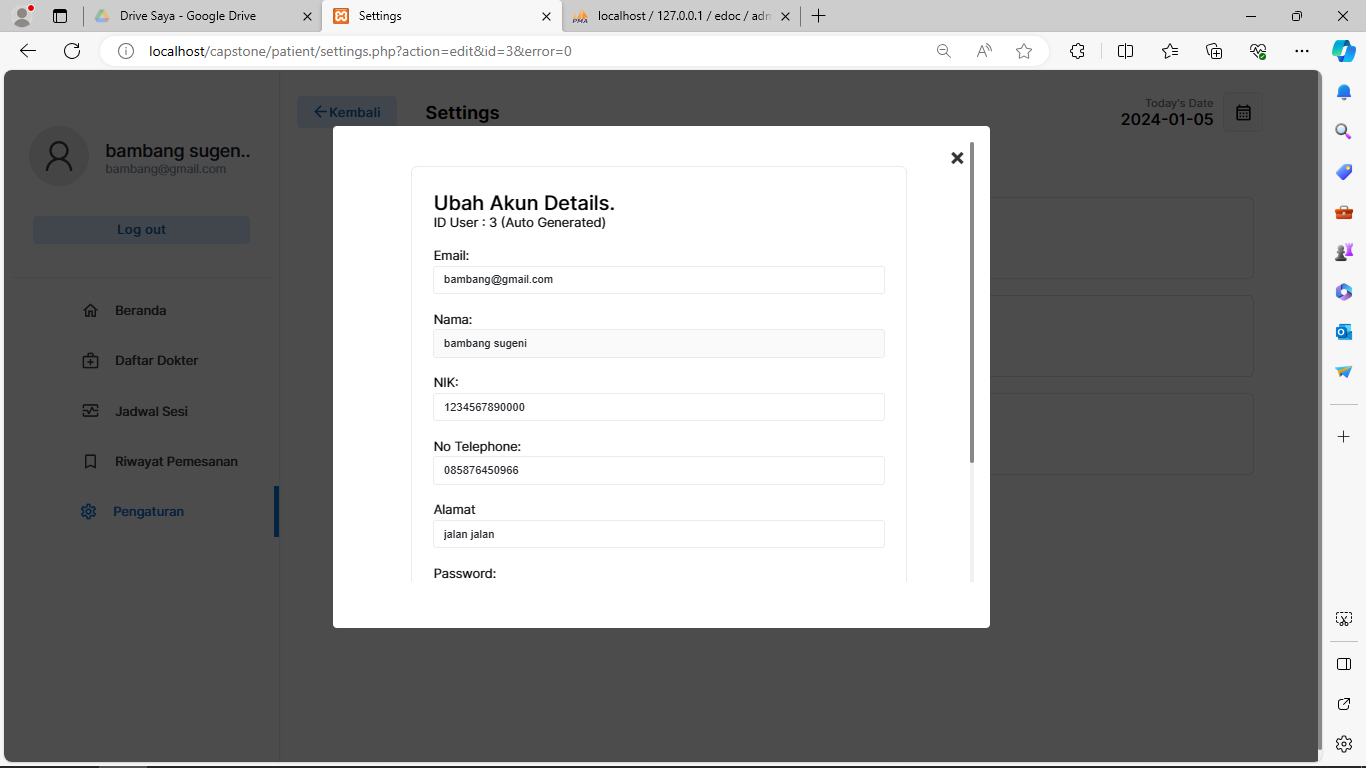 Drive Saya - Google Drive
Settings
PMA
localhost / 127.0.0.1 / edoc / adn
localhost/capstone/patient/settings.php?action=edit&id=3&error=0
bambang sugen..
bambang@gmail.com
Log out
Beranda
Daftar Dokter
Jadwal Sesi
Riwayat Pemesanan
Pengaturan
Kembali
Settings
Today's Date
2024-01-05
Ubah Akun Details.
ID User : 3 (Auto Generated)
Email:
bambang@gmail.com
Nama:
bambang sugeni
NIK:
1234567890000
No Telephone:
085876450966
Alamat
jalan jalan
Password: